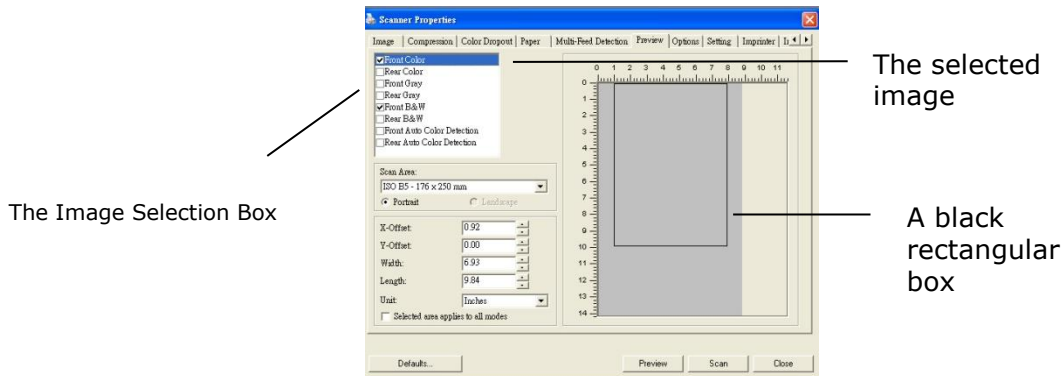 Scanner Properties
Image Compression Color Dropout Paper Multi-Feed Detection Preview Options Setting Imprinter
Front Color
Rear Color
Front Gray
Rear Gray
Front B&W
Rear B&W
Front Auto Color Detection
Rear Auto Color Detection
Scan Area:
ISO B5 - 176 x 250 mm
Portrait Landscape
X-Offset: 0.92
Y-Offset: 0.00
Width: 6.93
Length: 9.84
Unit: Inches
Selected area applies to all modes
0 1 2 3 4 5 6 7 8 9 10 11
0
1
2
3
4
5
6
7
8
9
10
11
12
13
14
Defaults... Preview Scan Close
The Image Selection Box
The selected
image
A black
rectangular
box